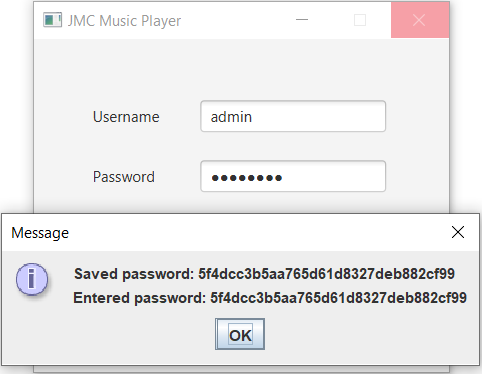 JMC Music Player
Username admin
Password ●●●●●●●●
Message
Saved password: 5f4dcc3b5aa765d61d8327deb882cf99
Entered password: 5f4dcc3b5aa765d61d8327deb882cf99
OK